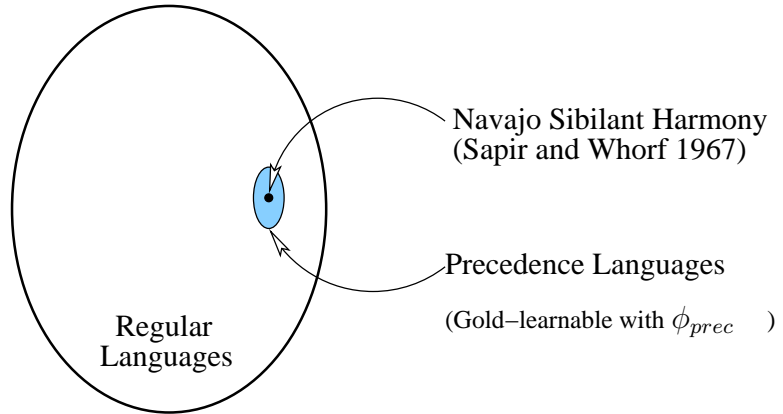 Navajo Sibilant Harmony
(Sapir and Whorf 1967)
Precedence Languages
(Gold−learnable with ϕprec )
Regular
Languages